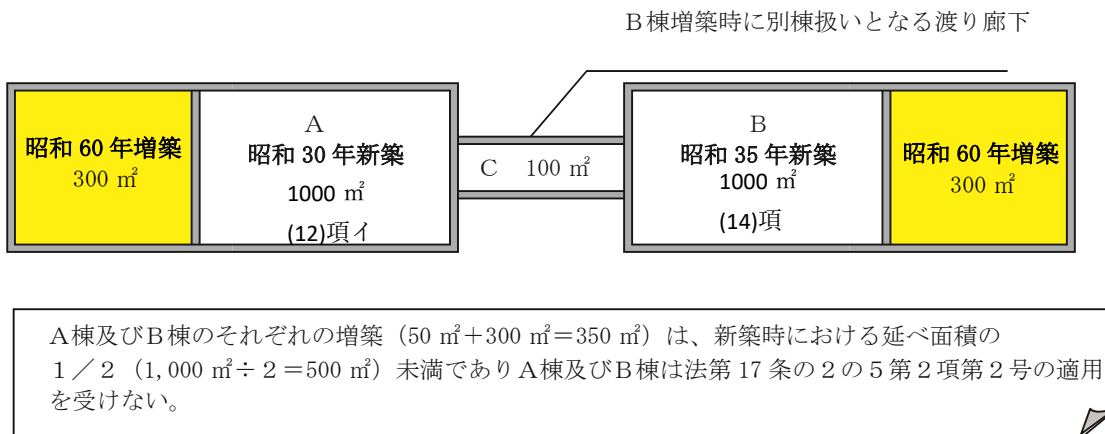 B棟増築時に別棟扱いとなる渡り廊下
昭和 60 年増築
300 ㎡
A
昭和 30 年新築
1000 ㎡
(12)項イ
C 100 ㎡
B
昭和 35 年新築
1000 ㎡
(14)項
昭和 60 年増築
300 ㎡
A棟及びB棟のそれぞれの増築（50 ㎡＋300 ㎡＝350 ㎡）は、新築時における延べ面積の
１／２（1,000 ㎡÷２＝500 ㎡）未満でありA棟及びB棟は法第 17 条の２の５第２項第２号の適用
を受けない。